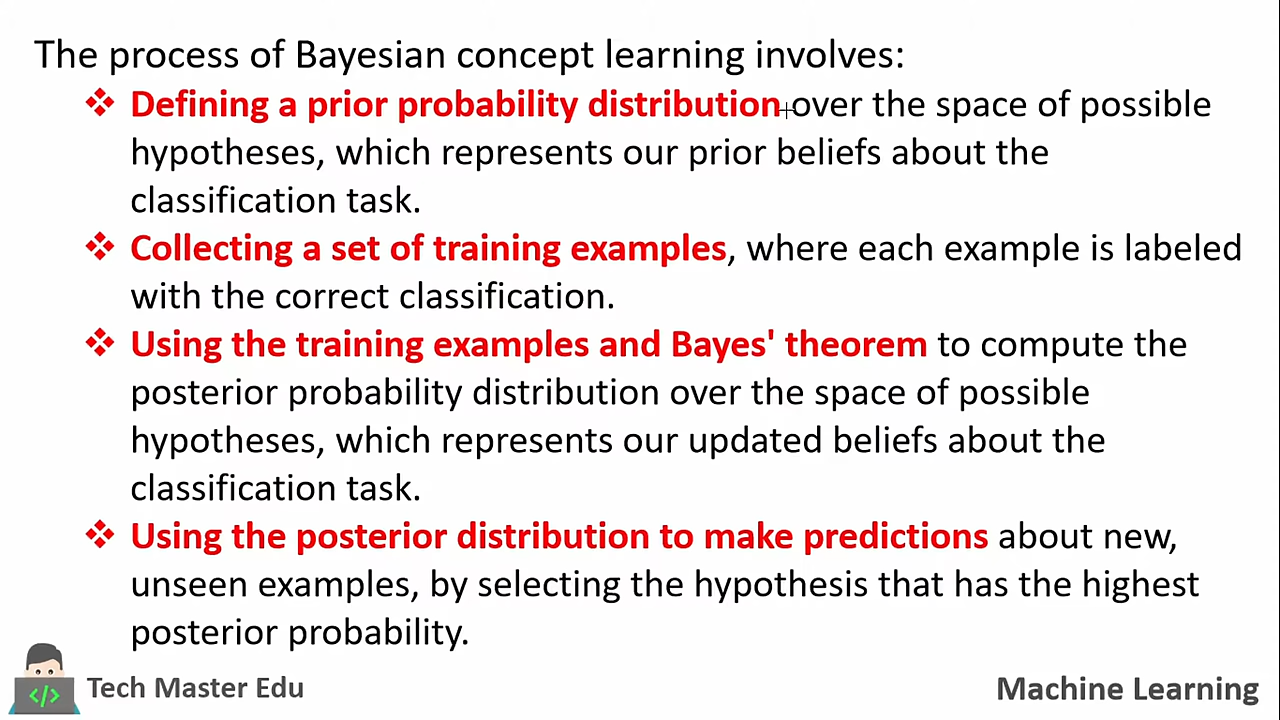 The process of Bayesian concept learning involves:
❖ Defining a prior probability distribution over the space of possible
hypotheses, which represents our prior beliefs about the
classification task.
❖ Collecting a set of training examples, where each example is labeled
with the correct classification.
❖ Using the training examples and Bayes' theorem to compute the
posterior probability distribution over the space of possible
hypotheses, which represents our updated beliefs about the
classification task.
❖ Using the posterior distribution to make predictions about new,
unseen examples, by selecting the hypothesis that has the highest
posterior probability.
</>
Tech Master Edu
Machine Learning